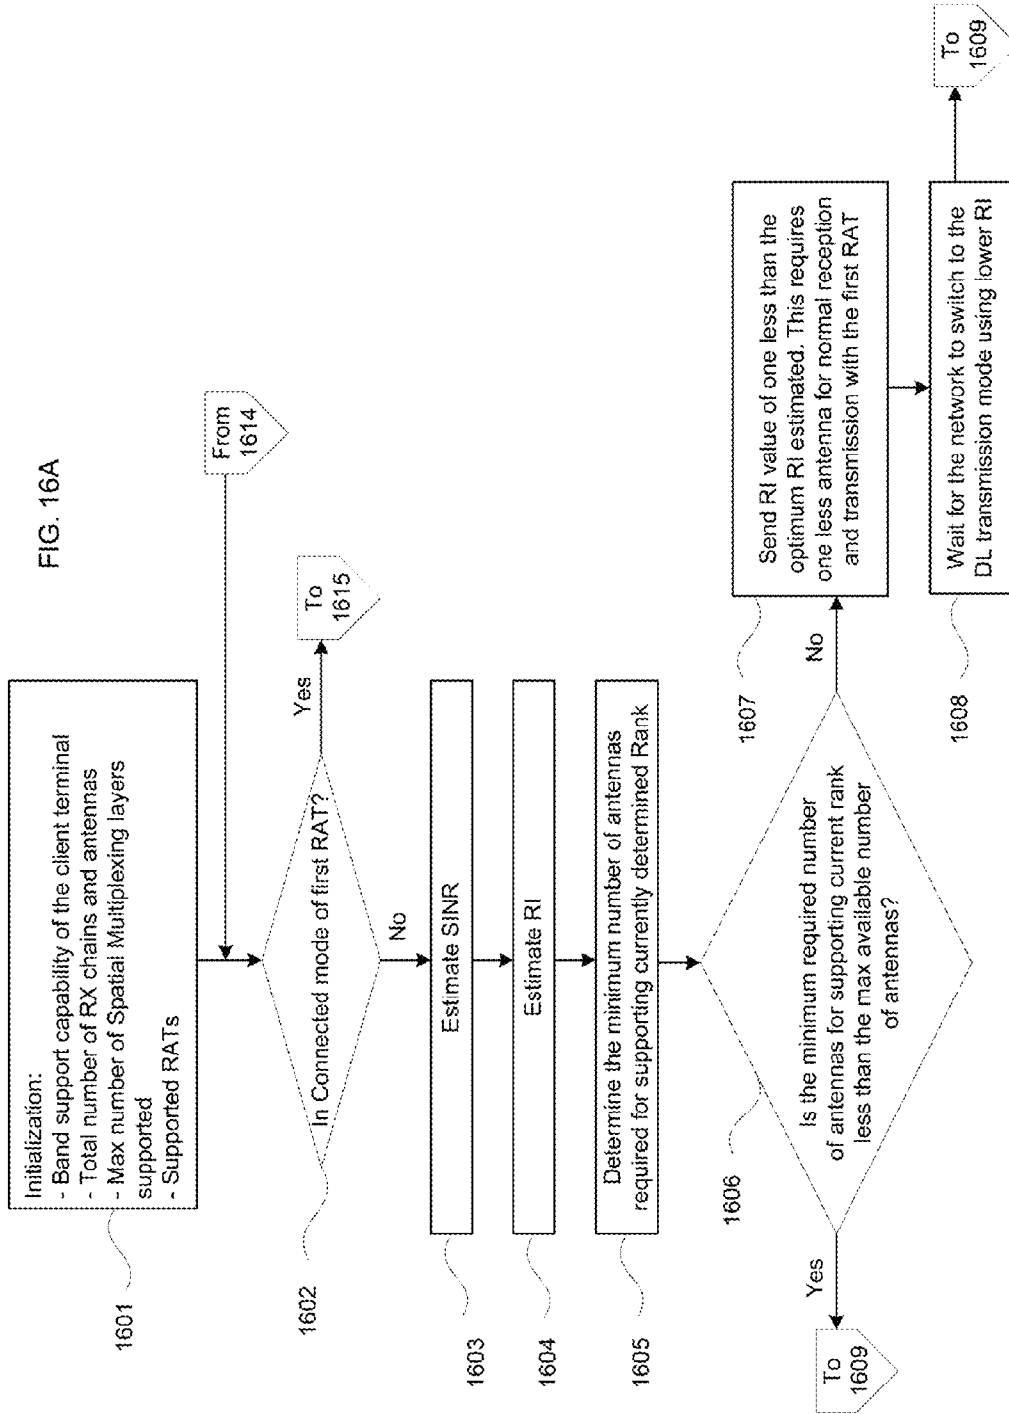 FIG. 16A
Initialization:
- Band support capability of the client terminal
- Total number of RX chains and antennas
- Max number of Spatial Multiplexing layers
supported
- Supported RATs
1601
From
1614
In Connected mode of first RAT?
1602
Yes
To
1615
No
Estimate SINR
1603
Estimate RI
1604
Determine the minimum number of antennas
required for supporting currently determined Rank
1605
Is the minimum required number
of antennas for supporting current rank
less than the max available number
of antennas?
1606
Yes
To
1609
No
Send RI value of one less than the
optimum RI estimated. This requires
one less antenna for normal reception
and transmission with the first RAT
1607
Wait for the network to switch to the
DL transmission mode using lower RI
1608
To
1609